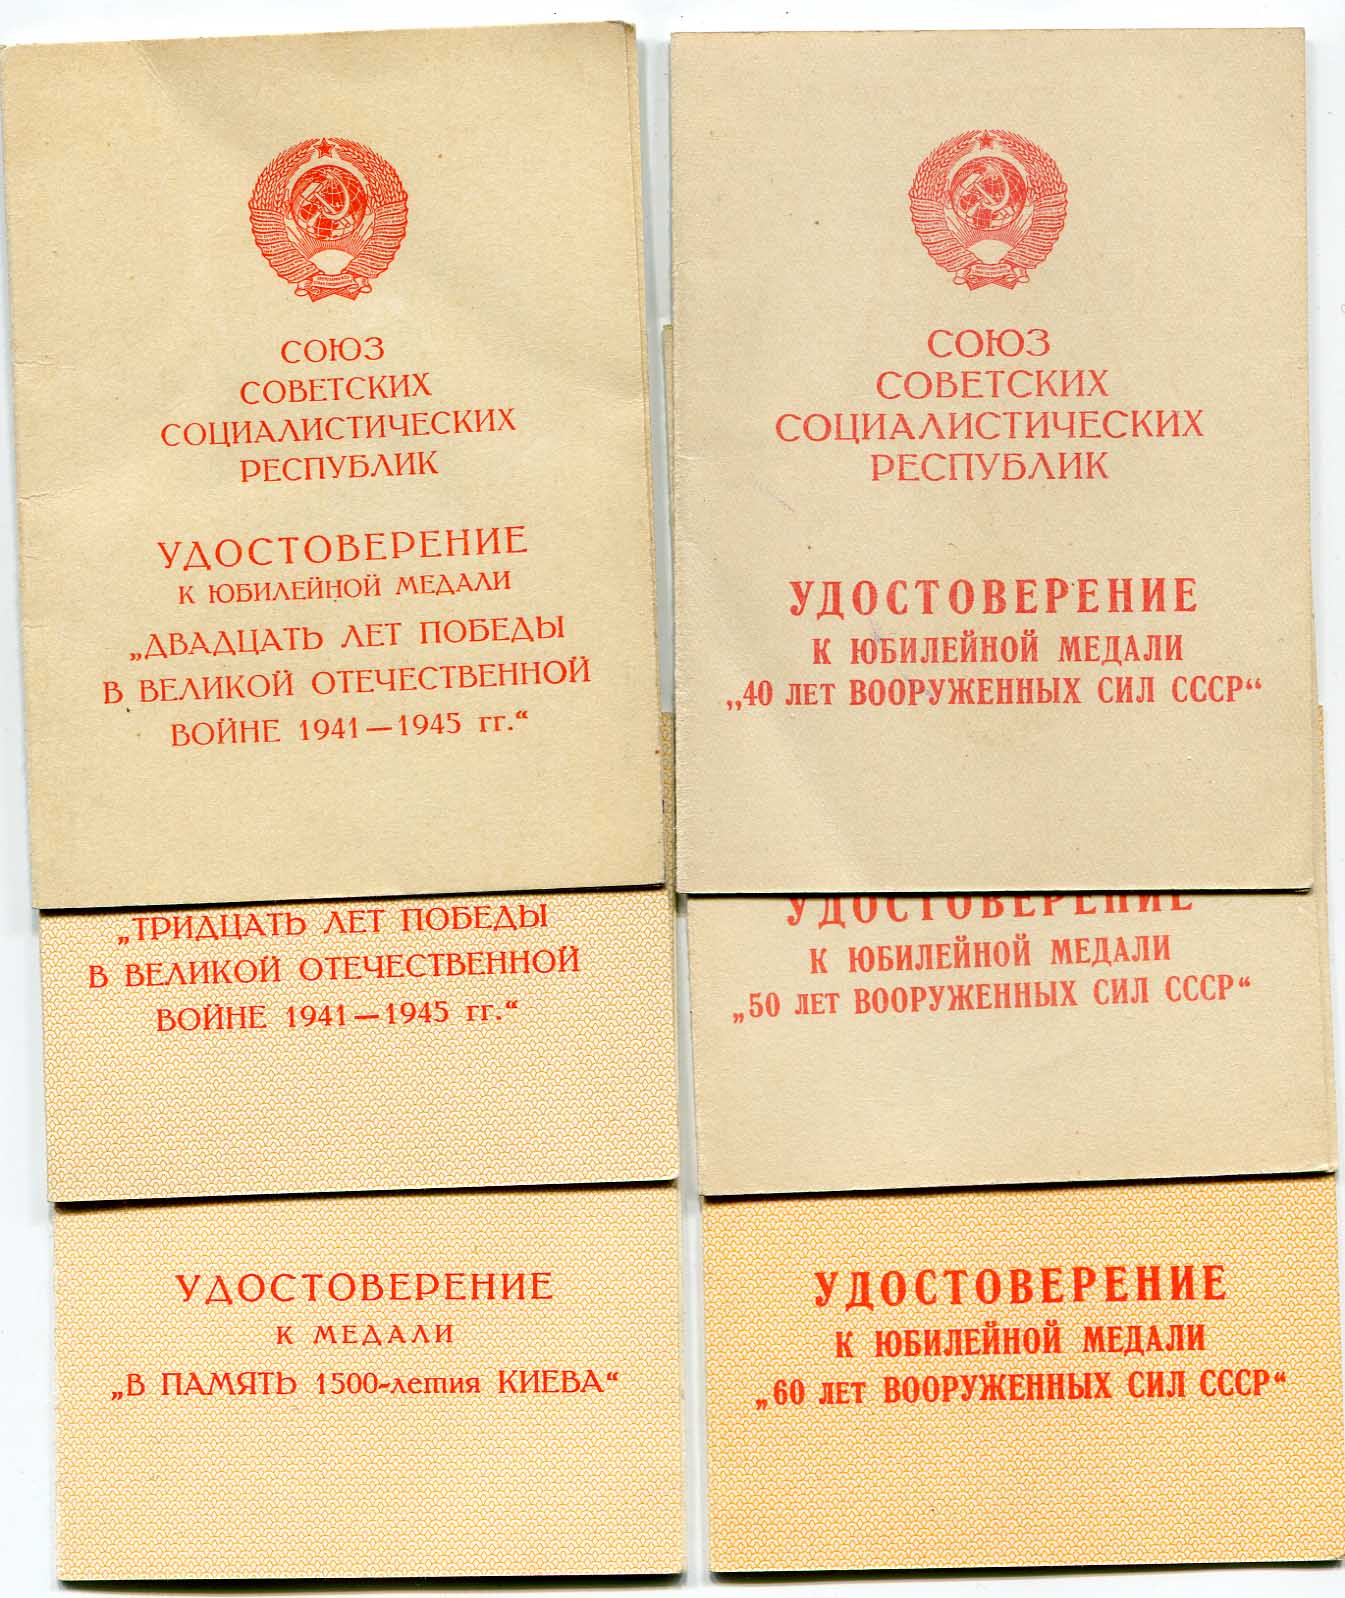 СОЮЗ
СОВЕТСКИХ
СОЦИАЛИСТИЧЕСКИХ
РЕСПУБЛИК
УДОСТОВЕРЕНИЕ
К ЮБИЛЕЙНОЙ МЕДАЛИ
„ДВАДЦАТЬ ЛЕТ ПОБЕДЫ
В ВЕЛИКОЙ ОТЕЧЕСТВЕННОЙ
ВОЙНЕ 1941—1945 гг.“
„ТРИДЦАТЬ ЛЕТ ПОБЕДЫ
В ВЕЛИКОЙ ОТЕЧЕСТВЕННОЙ
ВОЙНЕ 1941—1945 гг.“
УДОСТОВЕРЕНИЕ
К МЕДАЛИ
„В ПАМЯТЬ 1500-летия КИЕВА“
СОЮЗ
СОВЕТСКИХ
СОЦИАЛИСТИЧЕСКИХ
РЕСПУБЛИК
УДОСТОВЕРЕНИЕ
К ЮБИЛЕЙНОЙ МЕДАЛИ
„40 ЛЕТ ВООРУЖЕННЫХ СИЛ СССР“
УДОСТОВЕРЕНИЕ
К ЮБИЛЕЙНОЙ МЕДАЛИ
„50 ЛЕТ ВООРУЖЕННЫХ СИЛ СССР“
УДОСТОВЕРЕНИЕ
К ЮБИЛЕЙНОЙ МЕДАЛИ
„60 ЛЕТ ВООРУЖЕННЫХ СИЛ СССР“